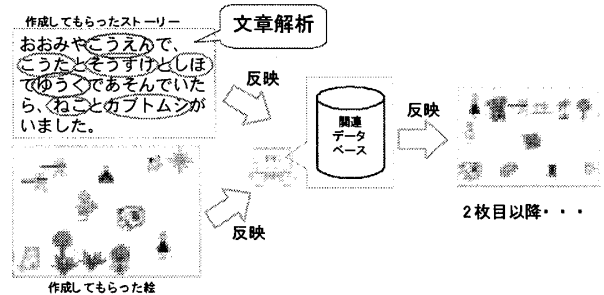 作成してもらったストーリー
文章解析
おおみやこうえんで、
こうたとそうすけとしほ
でゆうぐであそんでいた
ら、ねことカブトムシが
いました。
反映
関連
データ
ベース
反映
反映
2枚目以降・・・
作成してもらった絵